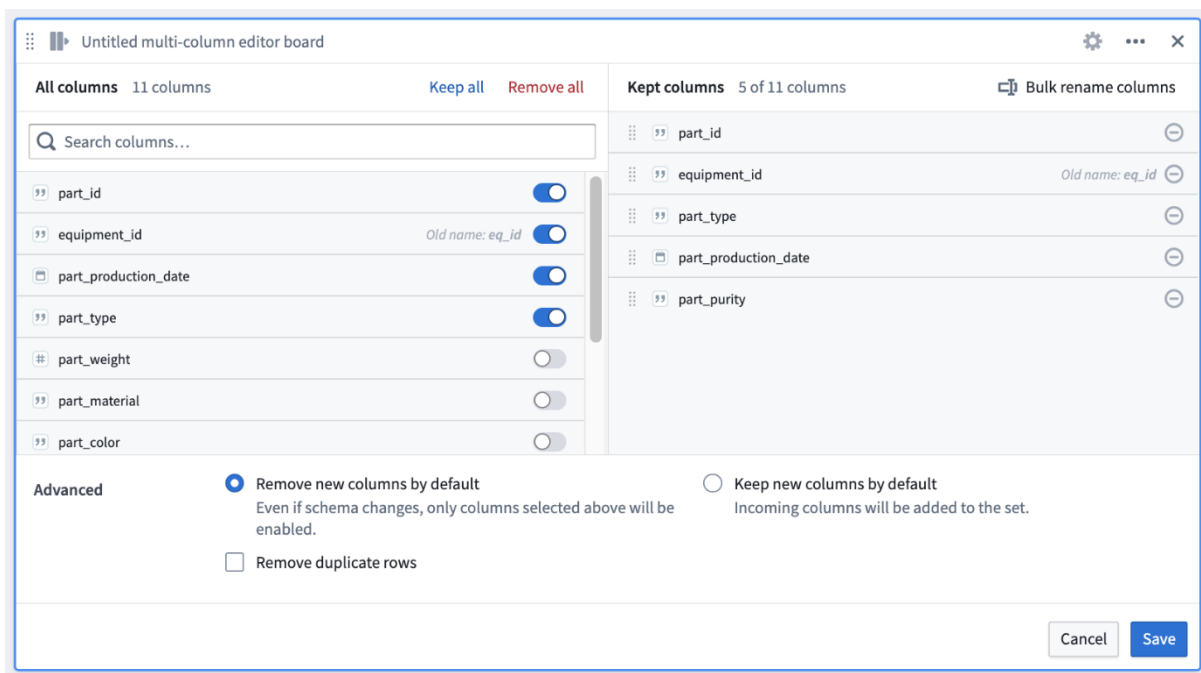 Untitled multi-column editor board
All columns 11 columns Keep all Remove all
Search columns...
part_id
equipment_id Old name: eq_id
part_production_date
part_type
part_weight
part_material
part_color
Kept columns 5 of 11 columns Bulk rename columns
part_id
equipment_id Old name: eq_id
part_type
part_production_date
part_purity
Advanced
Remove new columns by default
Even if schema changes, only columns selected above will be
enabled.
Keep new columns by default
Incoming columns will be added to the set.
Remove duplicate rows
Cancel Save